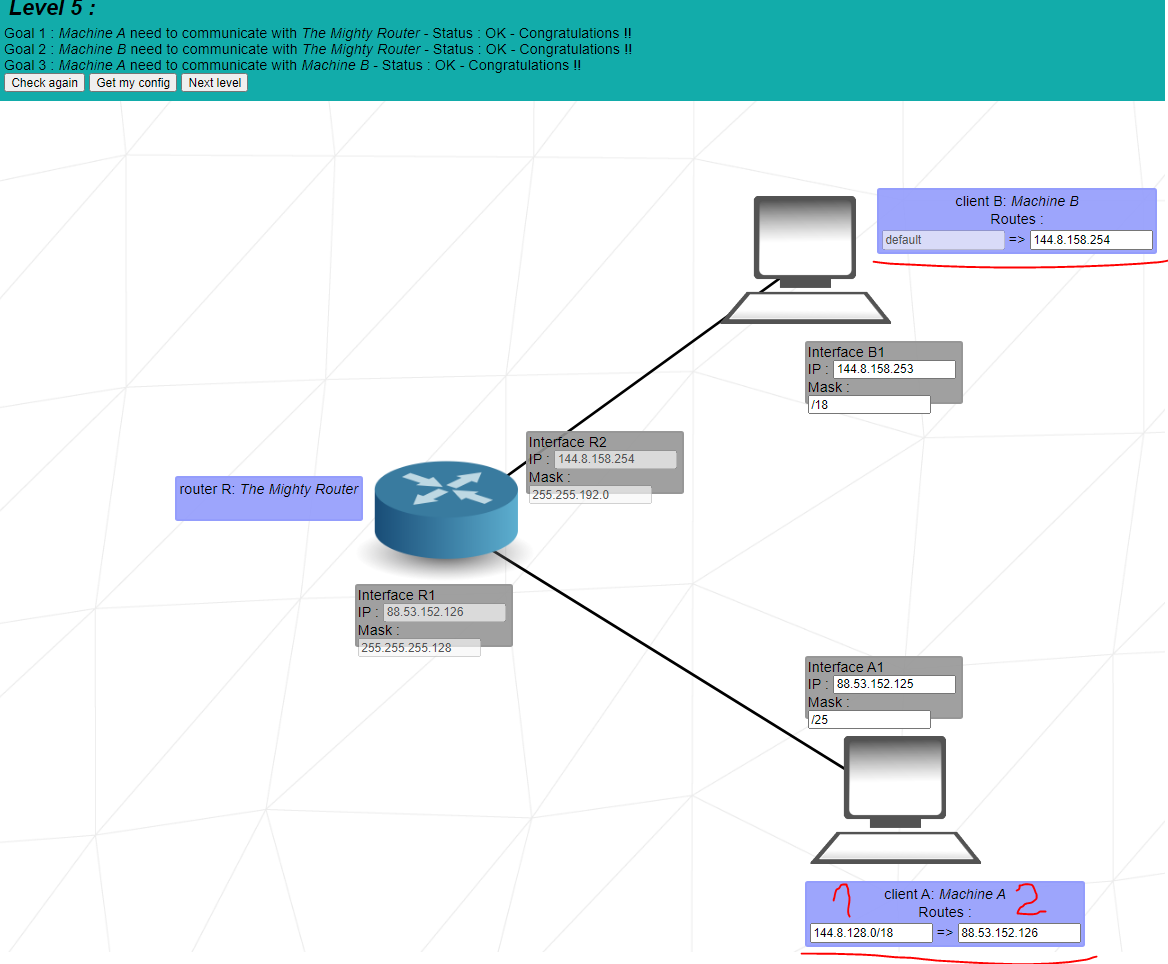 Level 5 :
Goal 1 : Machine A need to communicate with The Mighty Router - Status : OK - Congratulations !!
Goal 2 : Machine B need to communicate with The Mighty Router - Status : OK - Congratulations !!
Goal 3 : Machine A need to communicate with Machine B - Status : OK - Congratulations !!
Check again Get my config Next level
client B: Machine B
Routes :
default => 144.8.158.254
Interface B1
IP : 144.8.158.253
Mask :
/18
Interface R2
IP : 144.8.158.254
Mask :
255.255.192.0
router R: The Mighty Router
Interface R1
IP : 88.53.152.126
Mask :
255.255.255.128
Interface A1
IP : 88.53.152.125
Mask :
/25
1 client A: Machine A 2
Routes :
144.8.128.0/18 => 88.53.152.126